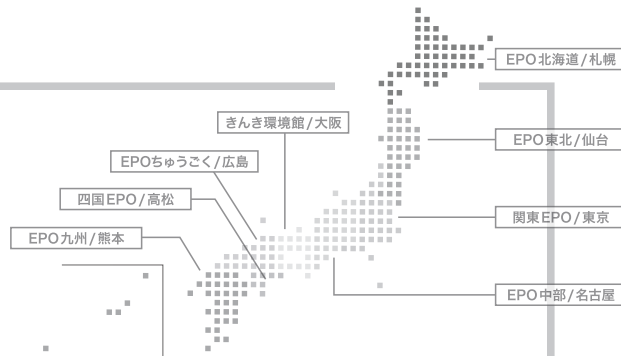 EPO北海道/札幌
きんき環境館/大阪
EPO東北/仙台
EPOちゅうごく/広島
四国EPO/高松
関東EPO/東京
EPO九州/熊本
EPO中部/名古屋